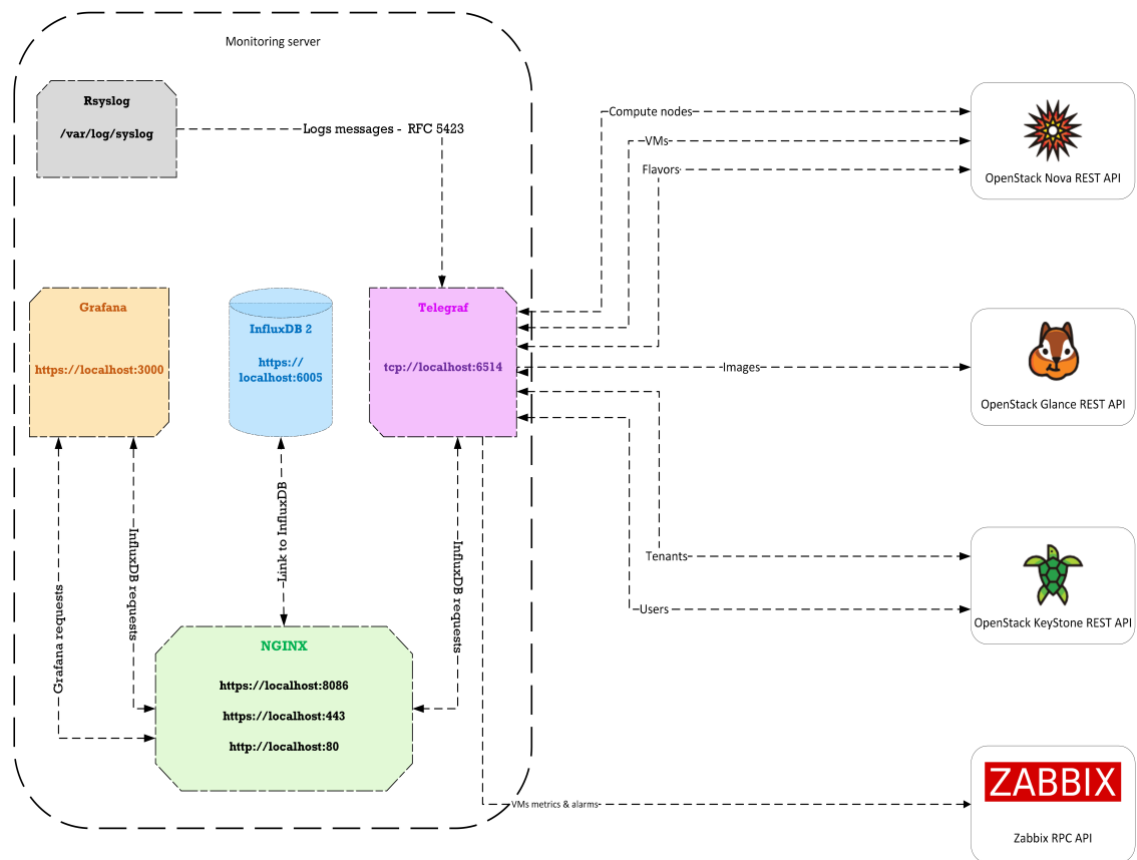 Monitoring server
Rsyslog
/var/log/syslog
Logs messages - RFC 5423
Compute nodes
VMs
Flavors
OpenStack Nova REST API
Grafana
https://localhost:3000
InfluxDB 2
https://
localhost:6005
Telegraf
tcp://localhost:6514
Images
OpenStack Glance REST API
Grafana requests
InfluxDB requests
Link to InfluxDB
InfluxDB requests
Tenants
Users
OpenStack KeyStone REST API
NGINX
https://localhost:8086
https://localhost:443
http://localhost:80
VMs metrics & alarms
ZABBIX
Zabbix RPC API